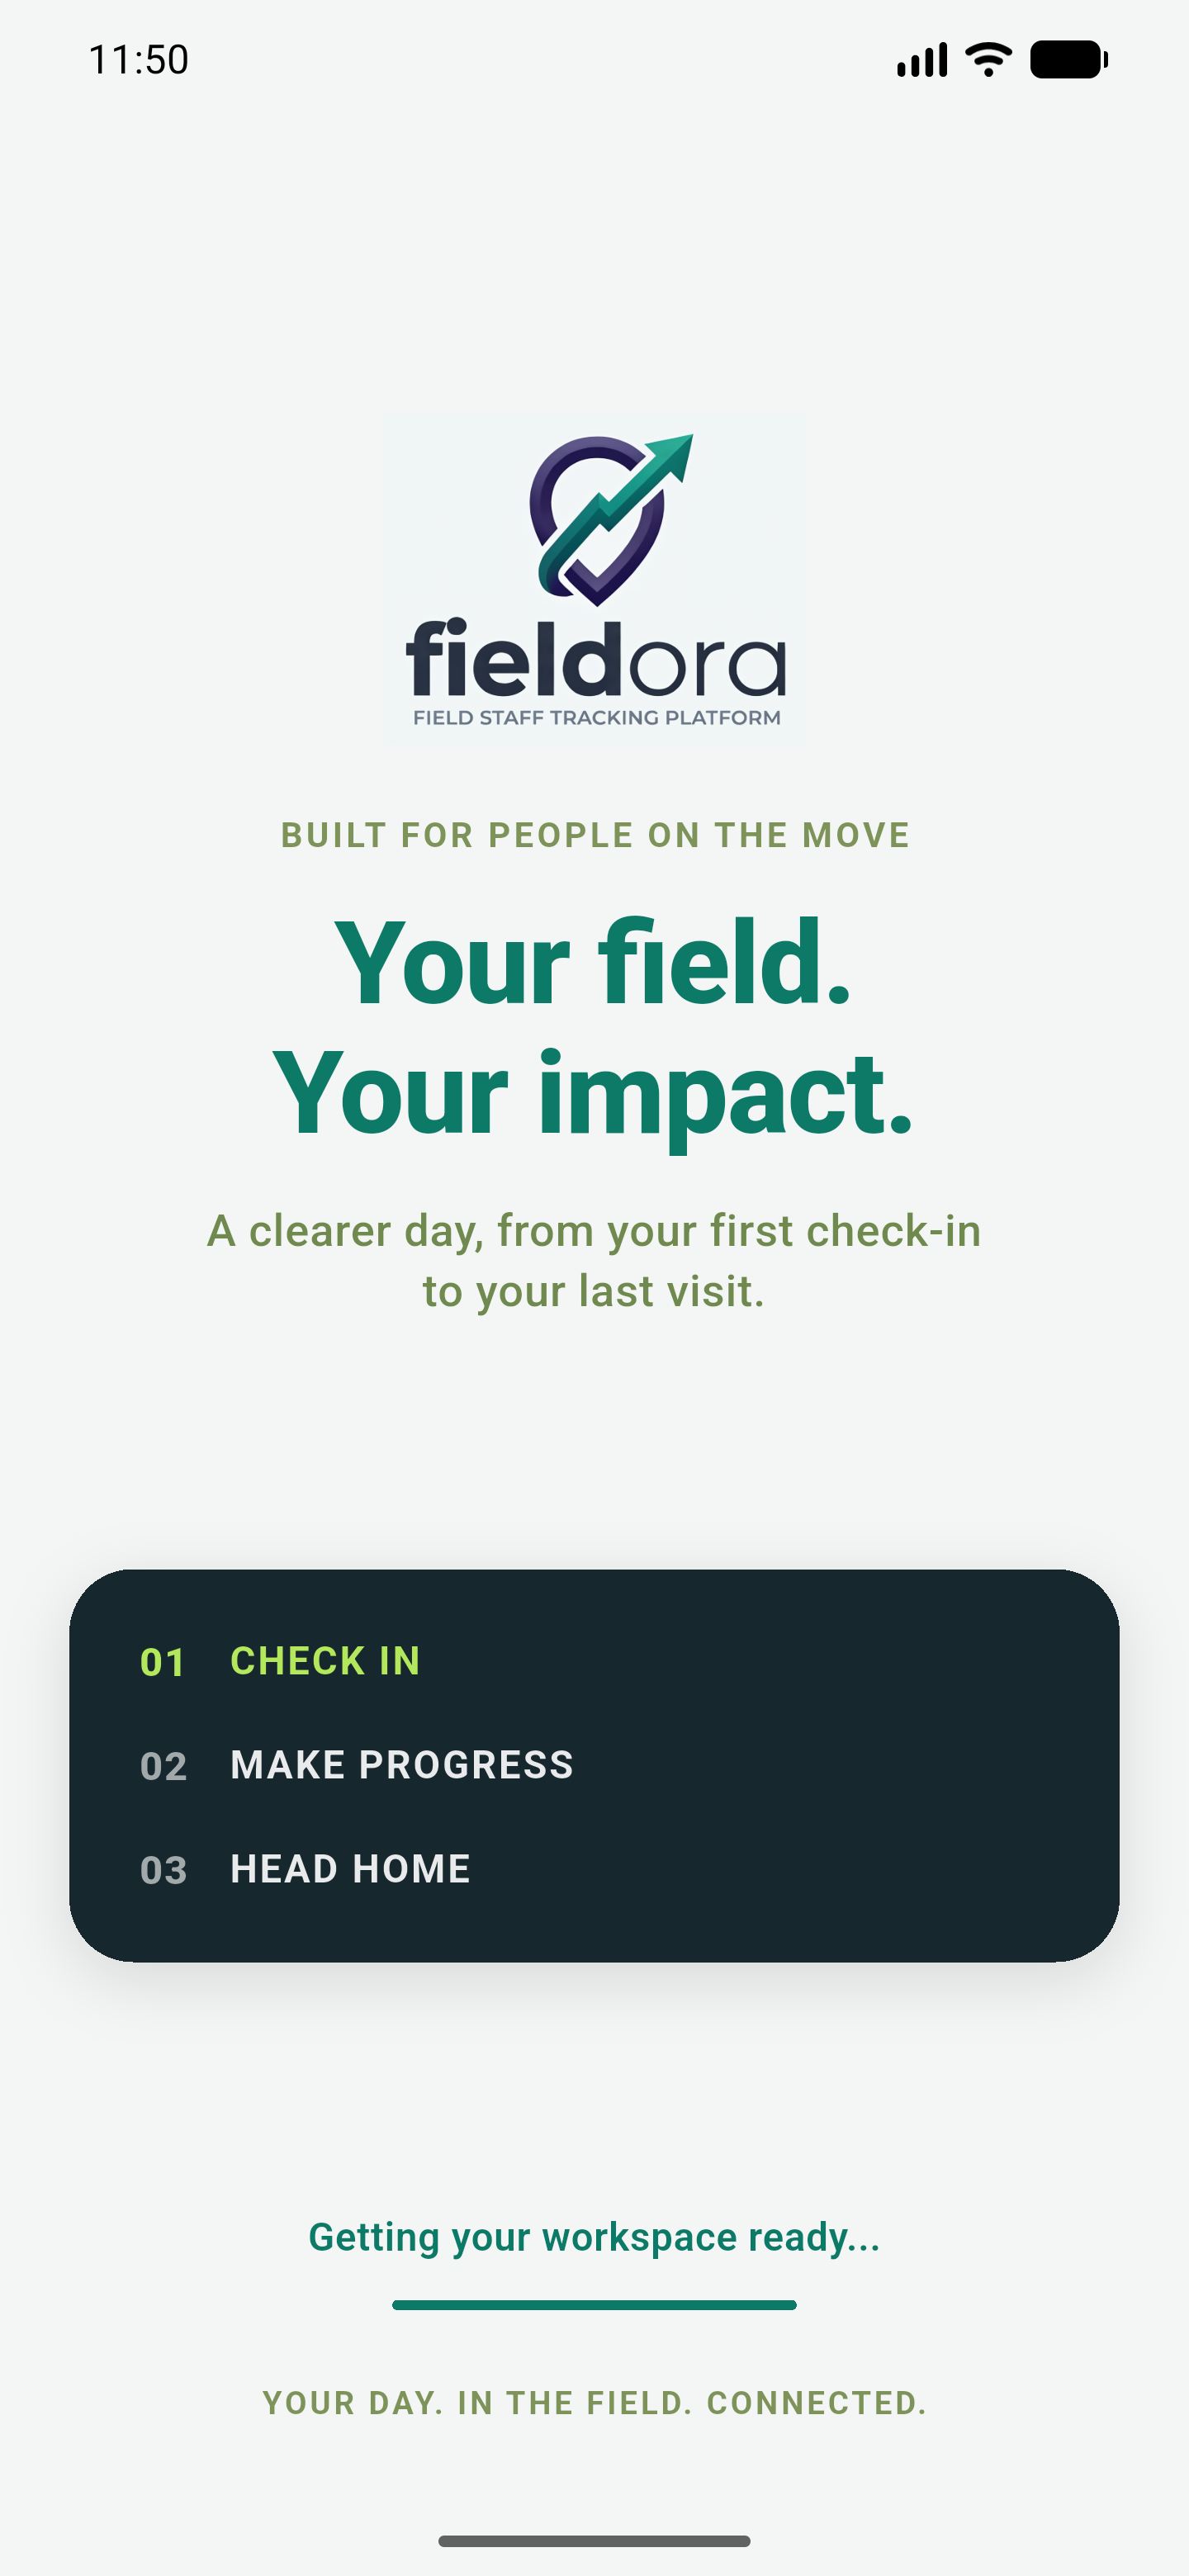 11:50
fieldora
FIELD STAFF TRACKING PLATFORM
BUILT FOR PEOPLE ON THE MOVE
Your field.
Your impact.
A clearer day, from your first check-in
to your last visit.
01 CHECK IN
02 MAKE PROGRESS
03 HEAD HOME
Getting your workspace ready...
YOUR DAY. IN THE FIELD. CONNECTED.